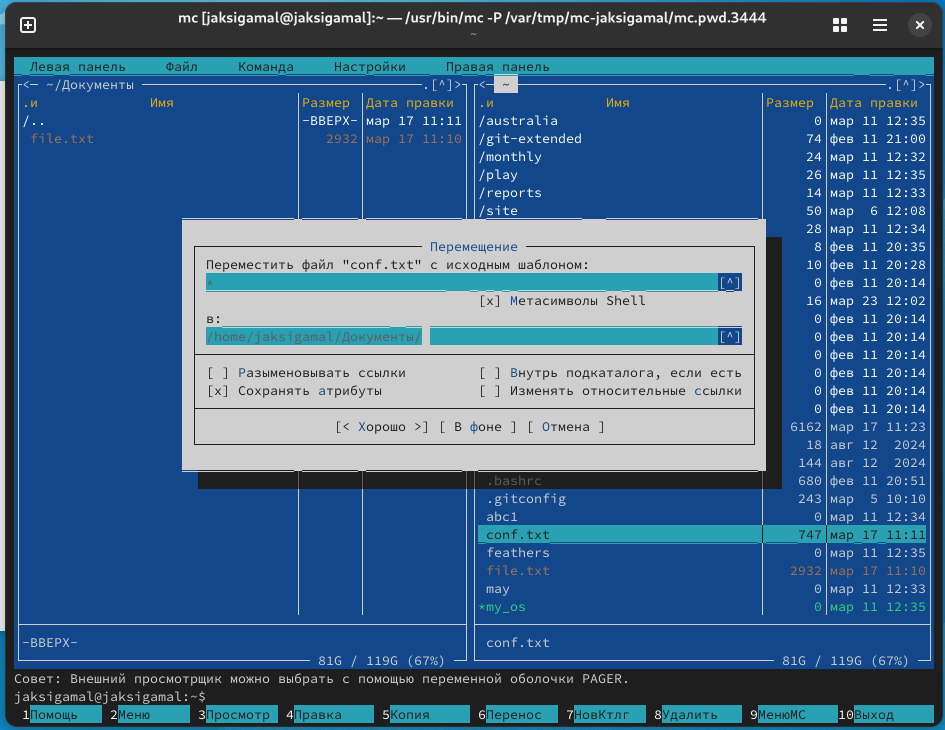 mc [jaksigamal@jaksigamal]:~ — /usr/bin/mc -P /var/tmp/mc-jaksigamal/mc.pwd.3444
~
Левая панель Файл Команда Настройки Правая панель
<— ~/Документы .[^]>
.и Имя Размер Дата правки
/.. -ВВЕРХ- мар 17 11:11
file.txt 2932 мар 17 11:10
-ВВЕРХ-
81G / 119G (67%)
<— ~ .[^]>
.и Имя Размер Дата правки
/australia 0 мар 11 12:35
/git-extended 74 фев 11 21:00
/monthly 24 мар 11 12:32
/play 26 мар 11 12:35
/reports 14 мар 11 12:33
/site 50 мар 6 12:08
28 мар 11 12:34
8 фев 11 20:35
10 фев 11 20:28
0 фев 11 20:14
16 мар 23 12:02
0 фев 11 20:14
0 фев 11 20:14
0 фев 11 20:14
0 фев 11 20:14
0 фев 11 20:14
0 фев 11 20:14
6162 мар 17 11:23
18 авг 12 2024
144 авг 12 2024
.bashrc 680 фев 11 20:51
.gitconfig 243 мар 5 10:10
abc1 0 мар 11 12:34
conf.txt 747 мар 17 11:11
feathers 0 мар 11 12:35
file.txt 2932 мар 17 11:10
may 0 мар 11 12:33
*my_os 0 мар 11 12:35
conf.txt
81G / 119G (67%)
Перемещение
Переместить файл "conf.txt" с исходным шаблоном:
* [^]
[x] Метасимволы Shell
в:
/home/jaksigamal/Документы/ [^]
[ ] Разыменовывать ссылки [ ] Внутрь подкаталога, если есть
[x] Сохранять атрибуты [ ] Изменять относительные ссылки
[< Хорошо >] [ В фоне ] [ Отмена ]
Совет: Внешний просмотрщик можно выбрать с помощью переменной оболочки PAGER.
jaksigamal@jaksigamal:~$
1Помощь 2Меню 3Просмотр 4Правка 5Копия 6Перенос 7НовКтлг 8Удалить 9МенюМС 10Выход